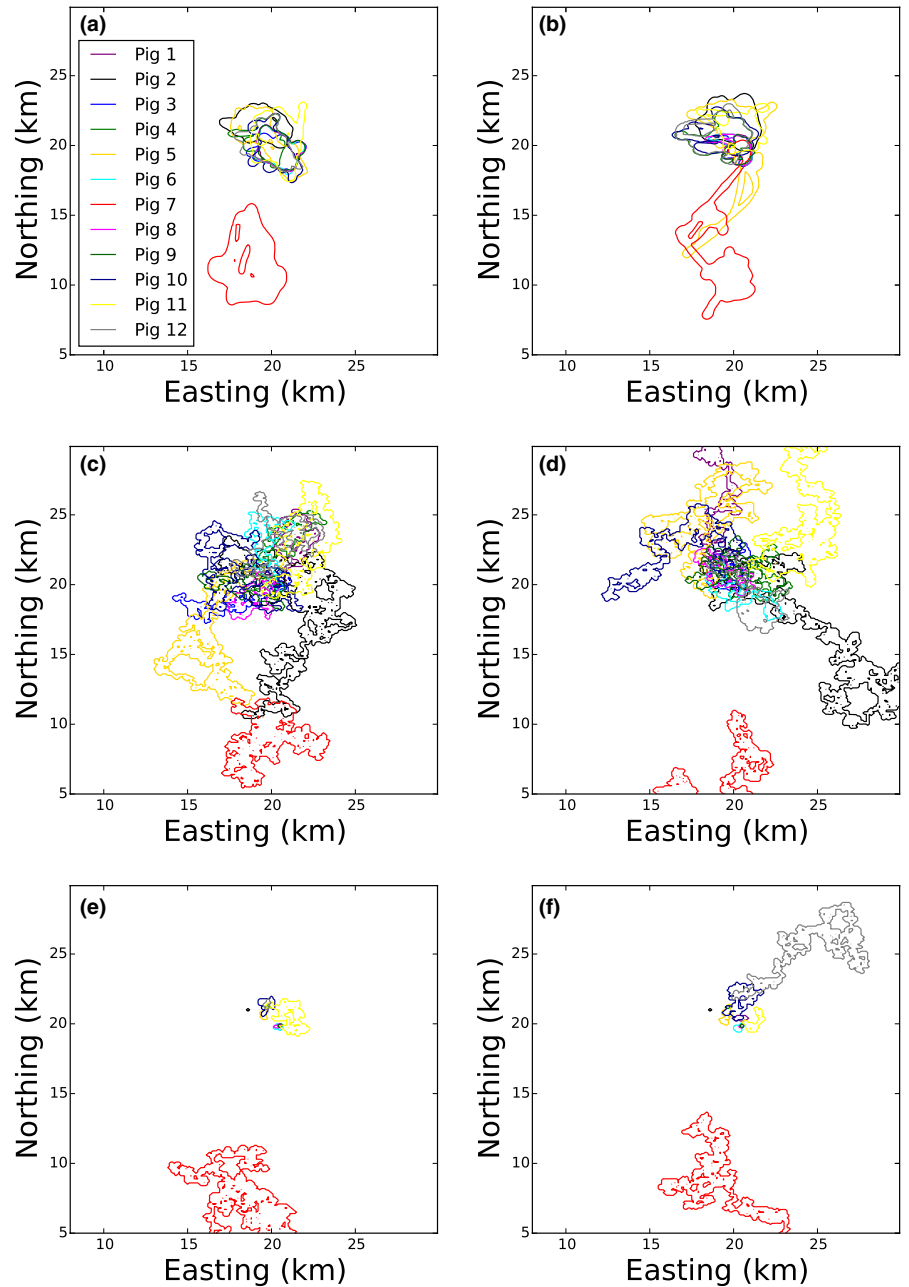 (a)
Northing (km)
25
20
15
10
5
Pig 1
Pig 2
Pig 3
Pig 4
Pig 5
Pig 6
Pig 7
Pig 8
Pig 9
Pig 10
Pig 11
Pig 12
10 15 20 25
Easting (km)
(b)
Northing (km)
25
20
15
10
5
10 15 20 25
Easting (km)
(c)
Northing (km)
25
20
15
10
5
10 15 20 25
Easting (km)
(d)
Northing (km)
25
20
15
10
5
10 15 20 25
Easting (km)
(e)
Northing (km)
25
20
15
10
5
10 15 20 25
Easting (km)
(f)
Northing (km)
25
20
15
10
5
10 15 20 25
Easting (km)